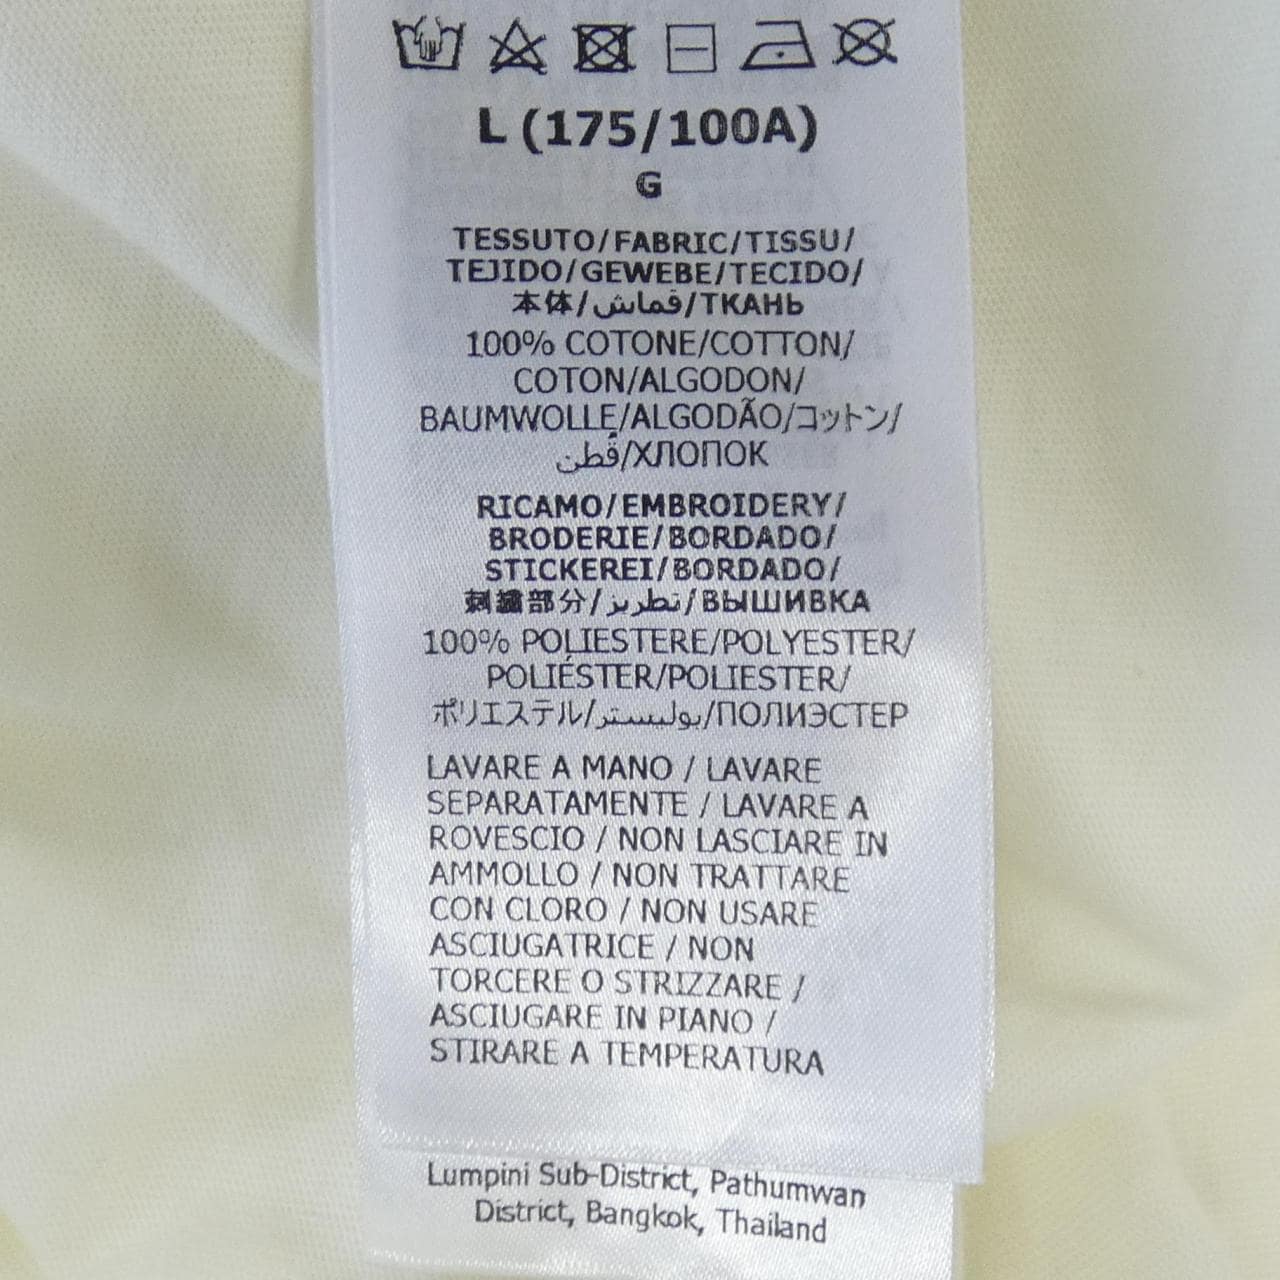 L (175/100A)
G
TESSUTO/FABRIC/TISSU/
TEJIDO/GEWEBE/TECIDO/
本体/قماش/ТКАНЬ
100% COTONE/COTTON/
COTON/ALGODON/
BAUMWOLLE/ALGODÃO/コットン/
قُطن/ХЛОПОК
RICAMO/EMBROIDERY/
BRODERIE/BORDADO/
STICKEREI/BORDADO/
刺繍部分/تطريز/ВЫШИВКА
100% POLIESTERE/POLYESTER/
POLIÉSTER/POLIESTER/
ポリエステル/بوليستر/ПОЛИЭСТЕР
LAVARE A MANO / LAVARE
SEPARATAMENTE / LAVARE A
ROVESCIO / NON LASCIARE IN
AMMOLLO / NON TRATTARE
CON CLORO / NON USARE
ASCIUGATRICE / NON
TORCERE O STRIZZARE /
ASCIUGARE IN PIANO /
STIRARE A TEMPERATURA
Lumpini Sub-District, Pathumwan
District, Bangkok, Thailand